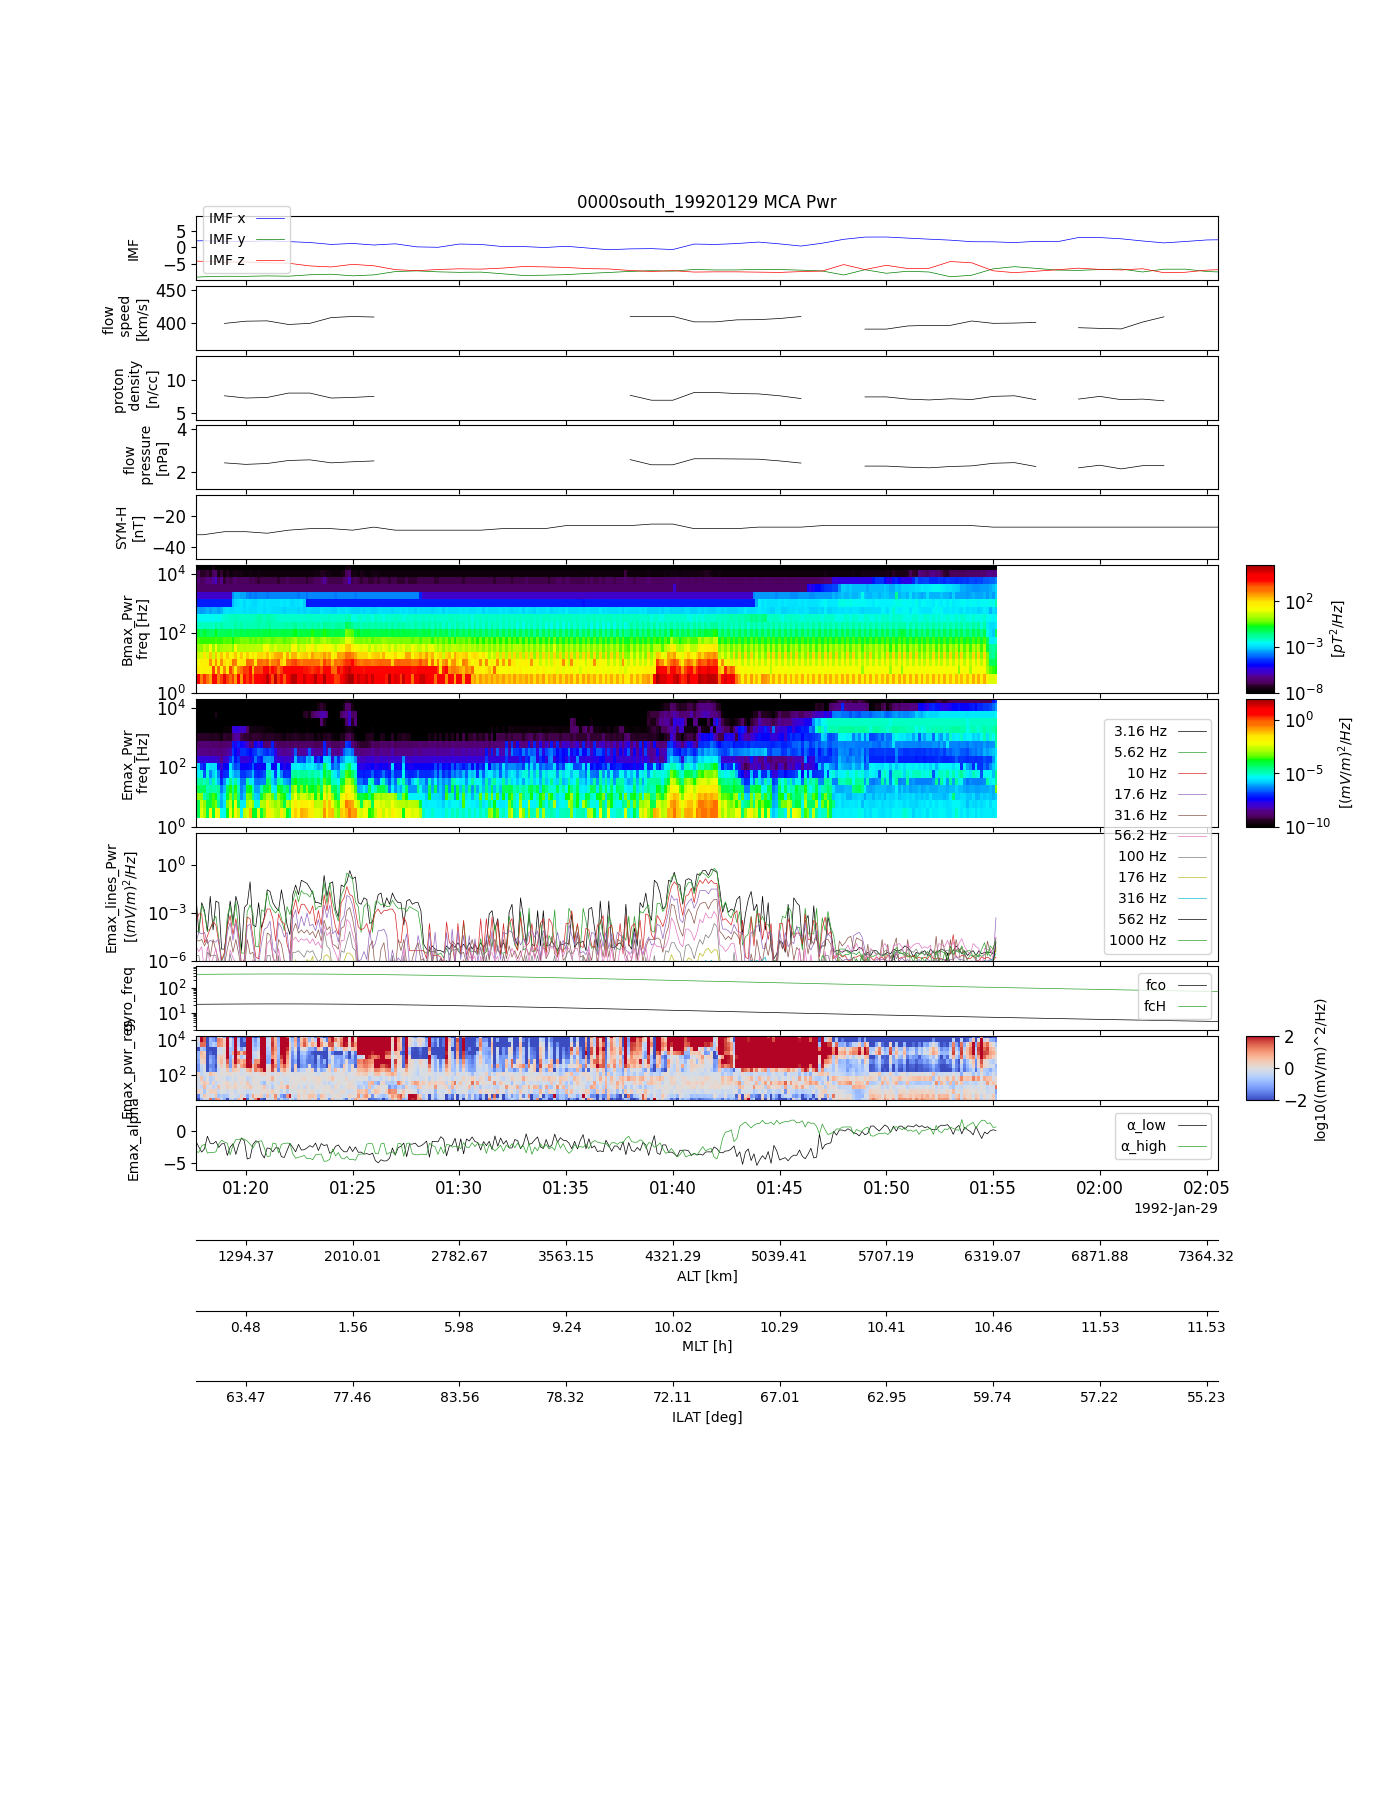 0000south_19920129 MCA Pwr
IMF
5
0
−5
IMF x
IMF y
IMF z
flow
speed
[km/s]
450
400
proton
density
[n/cc]
10
5
flow
pressure
[nPa]
4
2
SYM-H
[nT]
−20
−40
Bmax_Pwr
freq [Hz]
10^4
10^2
10^0
10^2
10^−3
10^−8
[pT^2/Hz]
Emax_Pwr
freq [Hz]
10^4
10^2
10^0
10^0
10^−5
10^−10
[(mV/m)^2/Hz]
3.16 Hz
5.62 Hz
10 Hz
17.6 Hz
31.6 Hz
56.2 Hz
100 Hz
176 Hz
316 Hz
562 Hz
1000 Hz
Emax_lines_Pwr
[(mV/m)^2/Hz]
10^0
10^−3
10^−6
gyro_freq
10^2
10^1
fco
fcH
Emax_pwr_reg
10^4
10^2
2
0
−2
log10((mV/m)^2/Hz)
Emax_alpha
0
−5
α_low
α_high
01:20 01:25 01:30 01:35 01:40 01:45 01:50 01:55 02:00 02:05
1992-Jan-29
1294.37 2010.01 2782.67 3563.15 4321.29 5039.41 5707.19 6319.07 6871.88 7364.32
ALT [km]
0.48 1.56 5.98 9.24 10.02 10.29 10.41 10.46 11.53 11.53
MLT [h]
63.47 77.46 83.56 78.32 72.11 67.01 62.95 59.74 57.22 55.23
ILAT [deg]